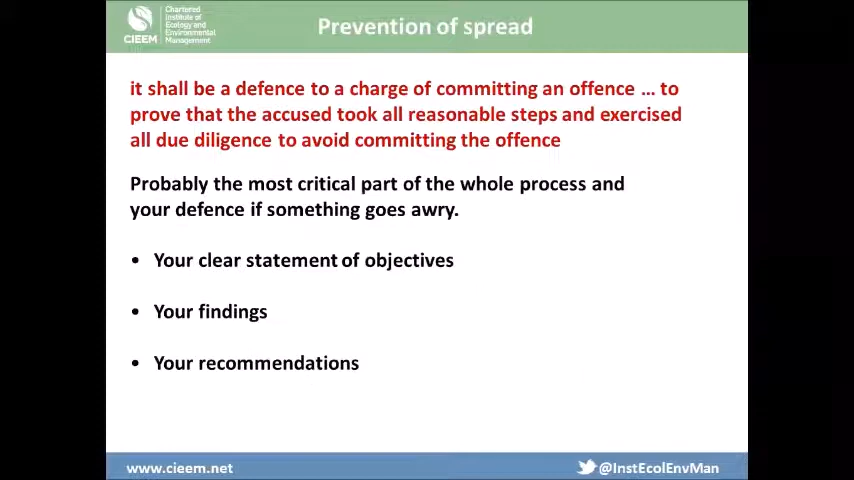 CIEEM
Chartered
Institute of
Ecology and
Environmental
Management
Prevention of spread
it shall be a defence to a charge of committing an offence ... to
prove that the accused took all reasonable steps and exercised
all due diligence to avoid committing the offence
Probably the most critical part of the whole process and
your defence if something goes awry.
• Your clear statement of objectives
• Your findings
• Your recommendations
www.cieem.net
@InstEcolEnvMan